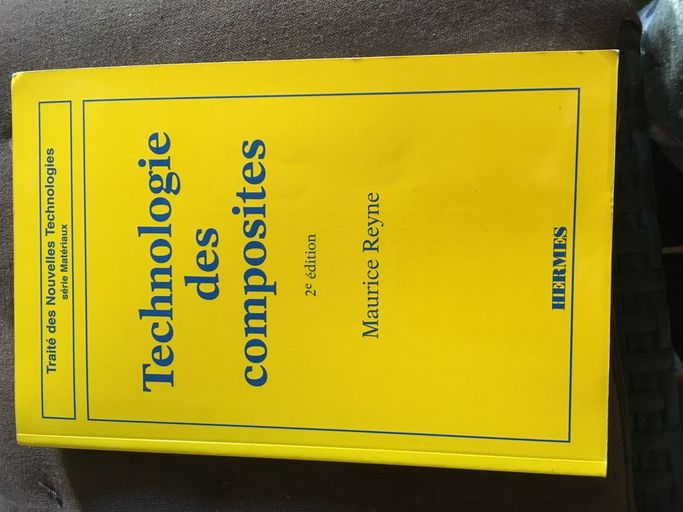 Traité des Nouvelles Technologies
série Matériaux
Technologie
des
composites
2e édition
Maurice Reyne
HERMES